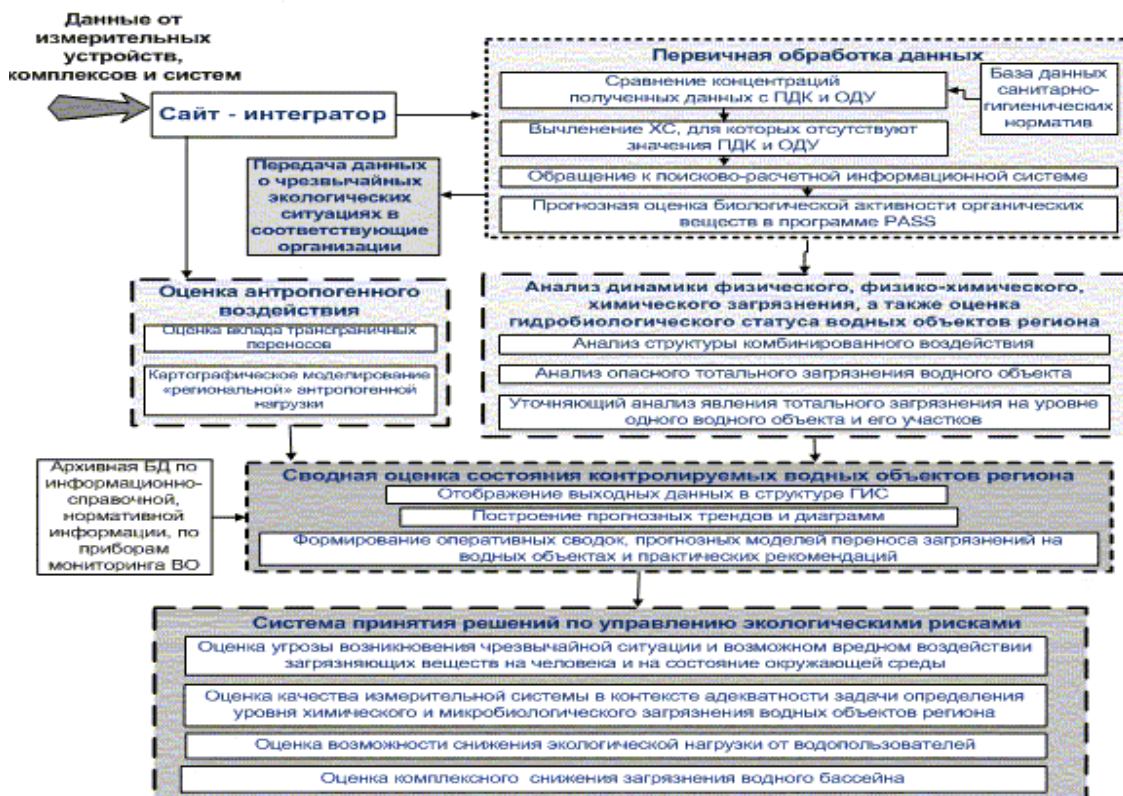 Данные от
измерительных
устройств,
комплексов и систем
Сайт - интегратор
Первичная обработка данных
Сравнение концентраций
полученных данных с ПДК и ОДУ
База данных
санитарно-
гигиенических
норматив
Вычленение ХС, для которых отсутствуют
значения ПДК и ОДУ
Обращение к поисково-расчетной информационной системе
Прогнозная оценка биологической активности органических
веществ в программе PASS
Передача данных
о чрезвычайных
экологических
ситуациях в
соответствующие
организации
Оценка антропогенного
воздействия
Оценка вклада трансграничных
переносов
Картографическое моделирование
«региональной» антропогенной
нагрузки
Анализ динамики физического, физико-химического,
химического загрязнения, а также оценка
гидробиологического статуса водных объектов региона
Анализ структуры комбинированного воздействия
Анализ опасного тотального загрязнения водного объекта
Уточняющий анализ явления тотального загрязнения на уровне
одного водного объекта и его участков
Архивная БД по
информационно-
справочной,
нормативной
информации, по
приборам
мониторинга ВО
Сводная оценка состояния контролируемых водных объектов региона
Отображение выходных данных в структуре ГИС
Построение прогнозных трендов и диаграмм
Формирование оперативных сводок, прогнозных моделей переноса загрязнений на
водных объектах и практических рекомендаций
Система принятия решений по управлению экологическими рисками
Оценка угрозы возникновения чрезвычайной ситуации и возможном вредном воздействии
загрязняющих веществ на человека и на состояние окружающей среды
Оценка качества измерительной системы в контексте адекватности задачи определения
уровня химического и микробиологического загрязнения водных объектов региона
Оценка возможности снижения экологической нагрузки от водопользователей
Оценка комплексного снижения загрязнения водного бассейна